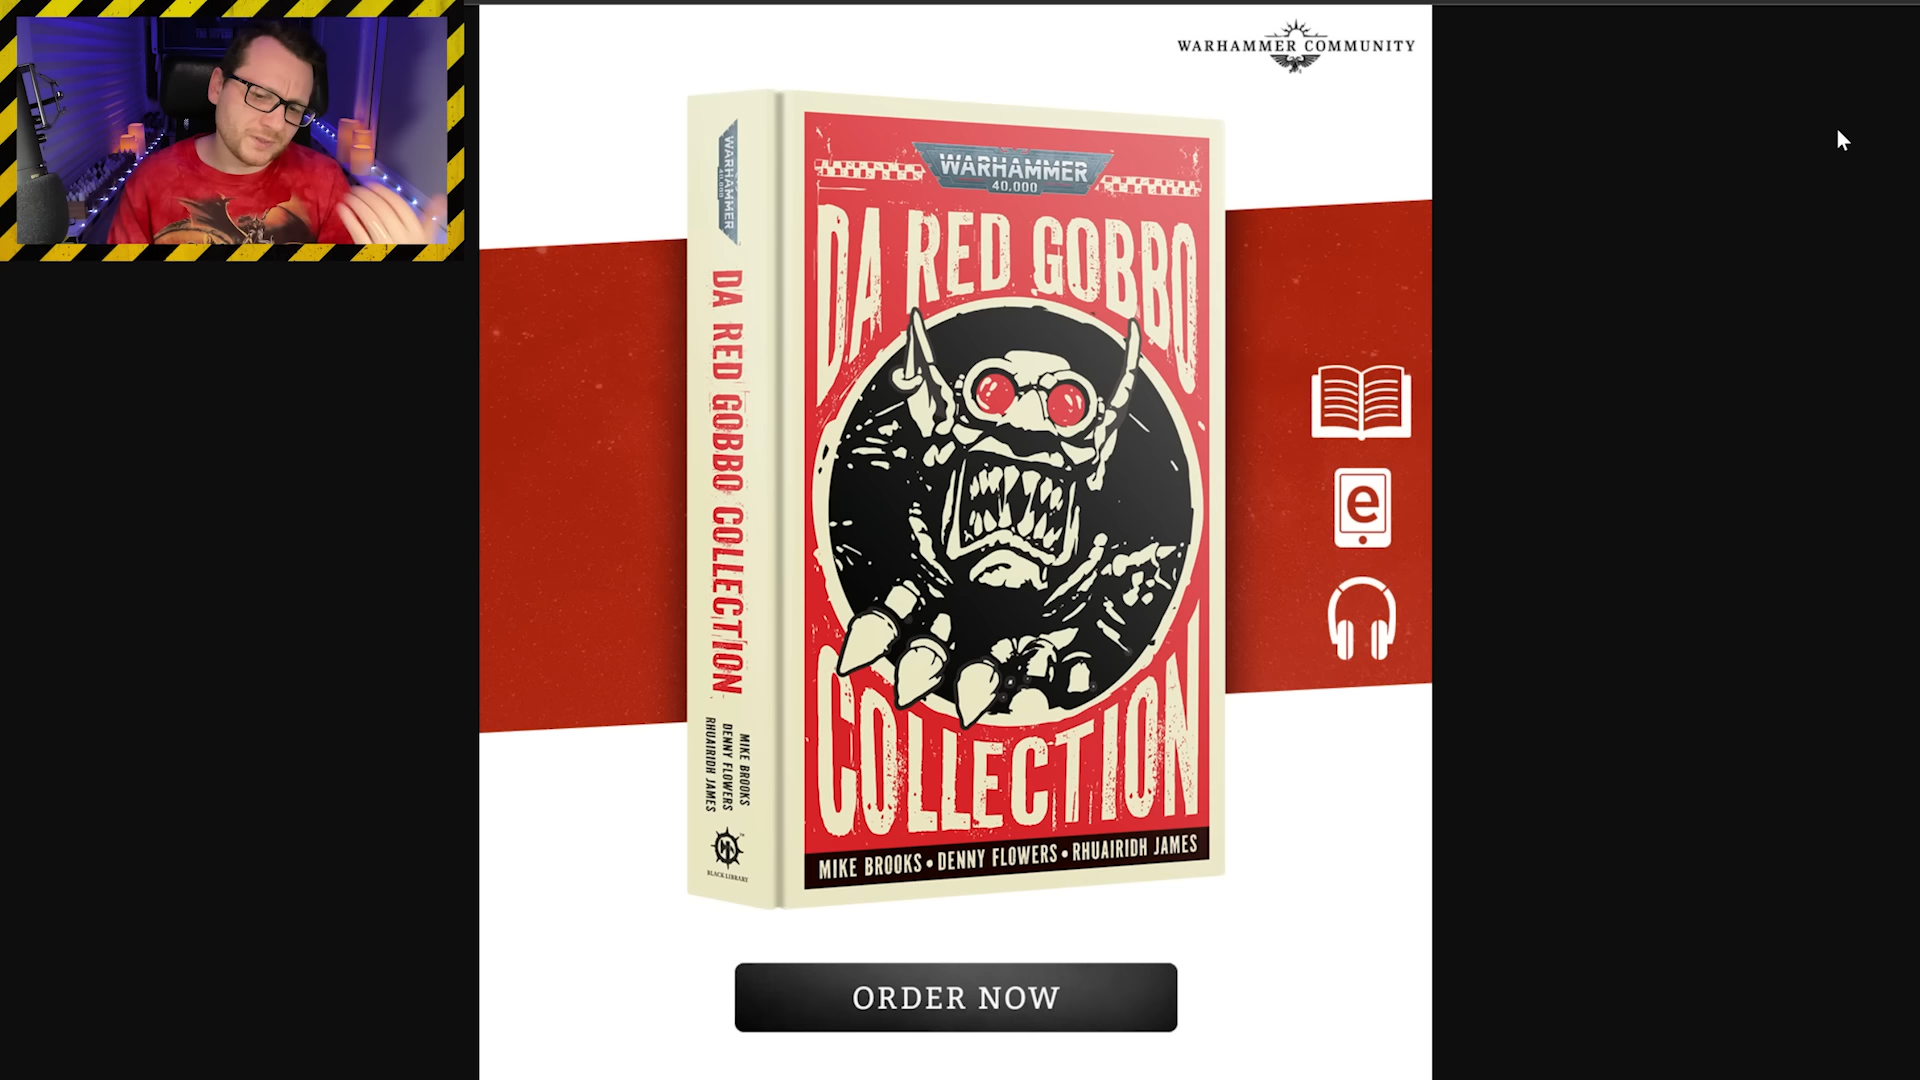 WARHAMMER COMMUNITY
WARHAMMER
40,000
DA RED GOBBO
COLLECTION
MIKE BROOKS • DENNY FLOWERS • RHUAIRIDH JAMES
WARHAMMER
40,000
DA RED GOBBO COLLECTION
MIKE BROOKS
DENNY FLOWERS
RHUAIRIDH JAMES
BLACK LIBRARY
e
ORDER NOW